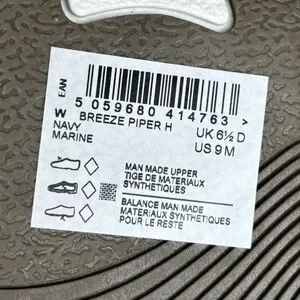 EAN
5 059680 414763 >
W BREEZE PIPER H UK 6½ D
NAVY US 9 M
MARINE
MAN MADE UPPER
TIGE DE MATERIAUX
SYNTHETIQUES
BALANCE MAN MADE
MATERIAUX SYNTHETIQUES
POUR LE RESTE